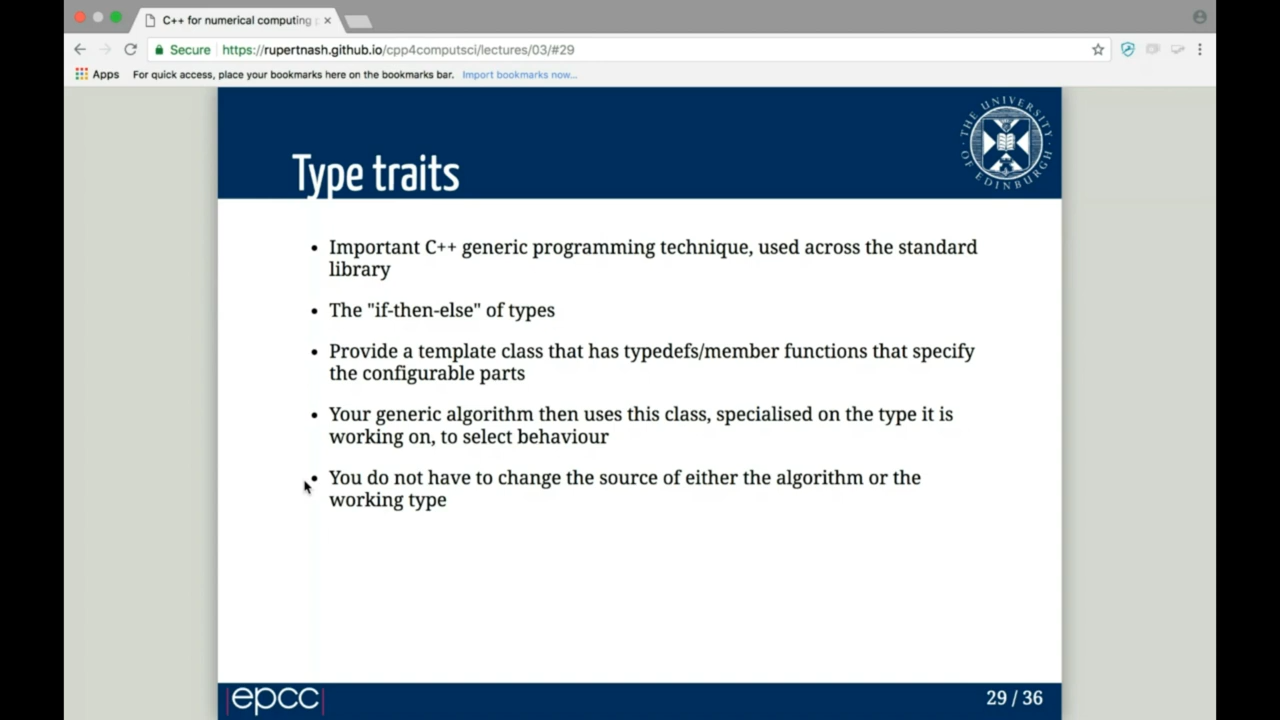 C++ for numerical computing
Secure
https://rupertnash.github.io/cpp4computsci/lectures/03/#29
Apps
For quick access, place your bookmarks here on the bookmarks bar.
Import bookmarks now...
THE UNIVERSITY OF EDINBURGH
Type traits
• Important C++ generic programming technique, used across the standard
library
• The "if-then-else" of types
• Provide a template class that has typedefs/member functions that specify
the configurable parts
• Your generic algorithm then uses this class, specialised on the type it is
working on, to select behaviour
• You do not have to change the source of either the algorithm or the
working type
epcc
29 / 36